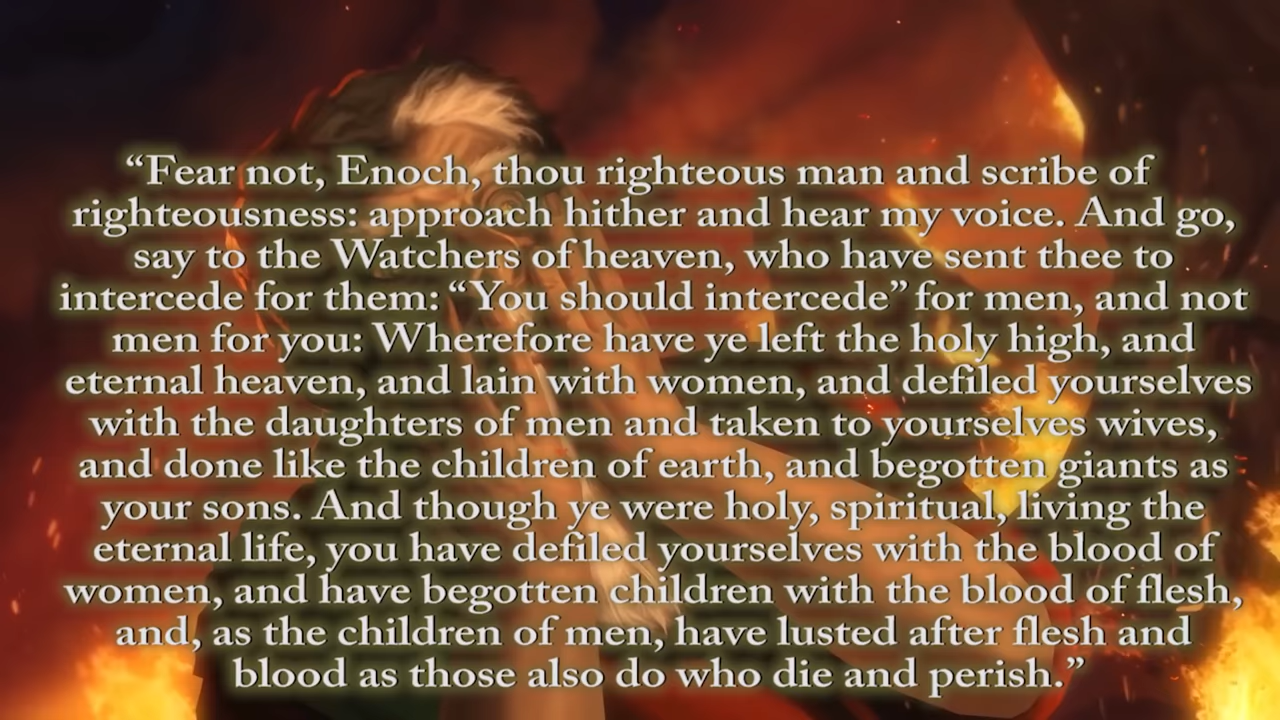 “Fear not, Enoch, thou righteous man and scribe of
righteousness: approach hither and hear my voice. And go,
say to the Watchers of heaven, who have sent thee to
intercede for them: “You should intercede” for men, and not
men for you: Wherefore have ye left the holy high, and
eternal heaven, and lain with women, and defiled yourselves
with the daughters of men and taken to yourselves wives,
and done like the children of earth, and begotten giants as
your sons. And though ye were holy, spiritual, living the
eternal life, you have defiled yourselves with the blood of
women, and have begotten children with the blood of flesh,
and, as the children of men, have lusted after flesh and
blood as those also do who die and perish.”